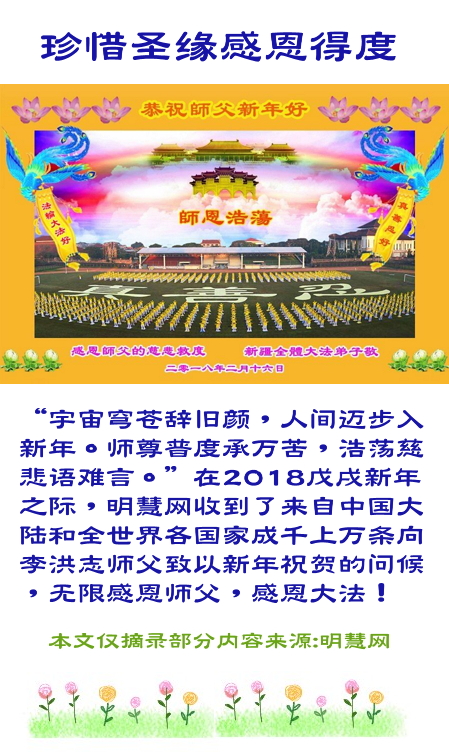 珍惜圣缘感恩得度
恭祝師父新年好
師恩浩蕩
法輪大法好
真善忍好
真善忍
感恩師父的慈悲救度 新疆全體大法弟子敬
二零一八年二月十六日
“宇宙穹苍辞旧颜，人间迈步入
新年。师尊普度承万苦，浩荡慈
悲语难言。”在2018戊戌新年
之际，明慧网收到了来自中国大
陆和全世界各国家成千上万条向
李洪志师父致以新年祝贺的问候
，无限感恩师父，感恩大法！
本文仅摘录部分内容来源:明慧网